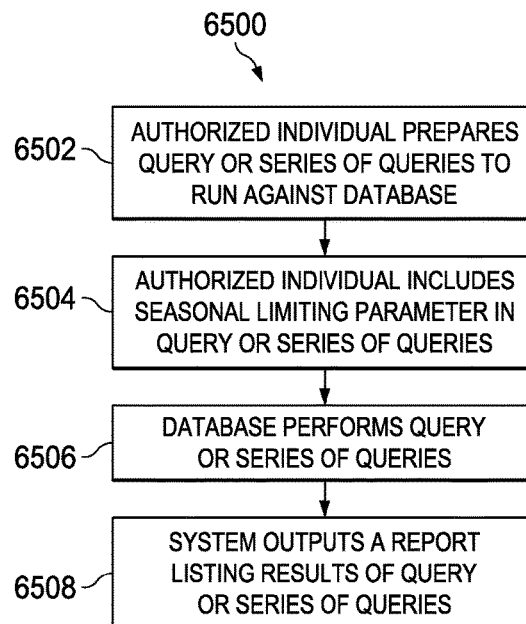 6500
6502
AUTHORIZED INDIVIDUAL PREPARES
QUERY OR SERIES OF QUERIES TO
RUN AGAINST DATABASE
6504
AUTHORIZED INDIVIDUAL INCLUDES
SEASONAL LIMITING PARAMETER IN
QUERY OR SERIES OF QUERIES
6506
DATABASE PERFORMS QUERY
OR SERIES OF QUERIES
6508
SYSTEM OUTPUTS A REPORT
LISTING RESULTS OF QUERY
OR SERIES OF QUERIES